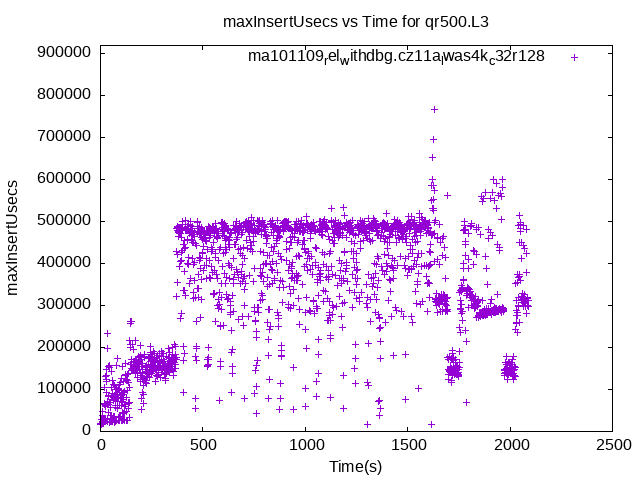 maxInsertUsecs vs Time for qr500.L3
ma101109relwithdbg.cz11aiwas4kc32r128
900000
800000
700000
600000
500000
400000
300000
200000
100000
0
maxInsertUsecs
0 500 1000 1500 2000 2500
Time(s)